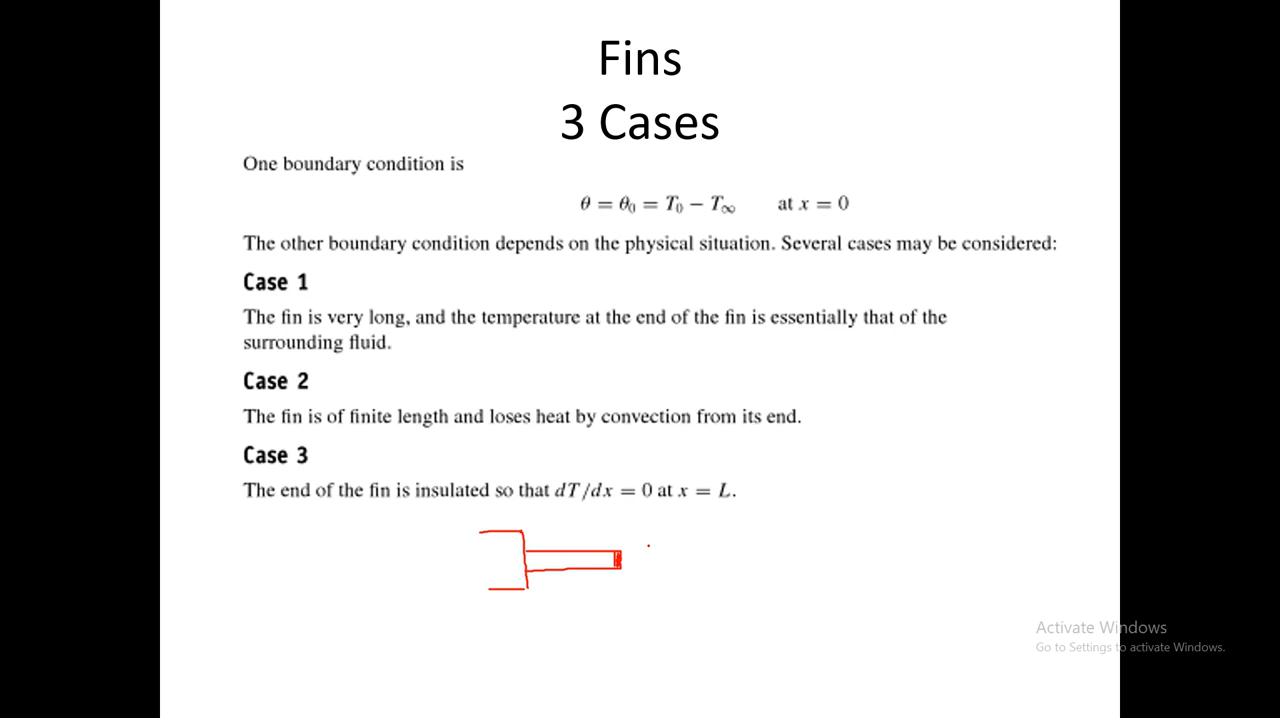 Fins
3 Cases
One boundary condition is
θ = θ₀ = T₀ − T∞ at x = 0
The other boundary condition depends on the physical situation. Several cases may be considered:
Case 1
The fin is very long, and the temperature at the end of the fin is essentially that of the
surrounding fluid.
Case 2
The fin is of finite length and loses heat by convection from its end.
Case 3
The end of the fin is insulated so that dT/dx = 0 at x = L.
Activate Windows
Go to Settings to activate Windows.